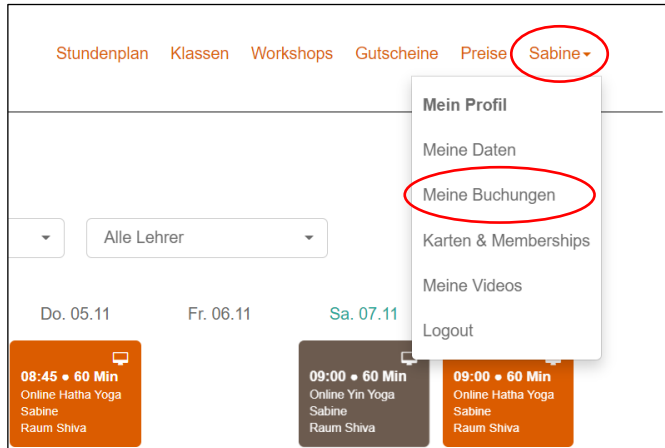 Stundenplan Klassen Workshops Gutscheine Preise Sabine
Mein Profil
Meine Daten
Meine Buchungen
Karten & Memberships
Meine Videos
Logout
Alle Lehrer
Do. 05.11 Fr. 06.11 Sa. 07.11
08:45 ● 60 Min
Online Hatha Yoga
Sabine
Raum Shiva
09:00 ● 60 Min
Online Yin Yoga
Sabine
Raum Shiva
09:00 ● 60 Min
Online Hatha Yoga
Sabine
Raum Shiva